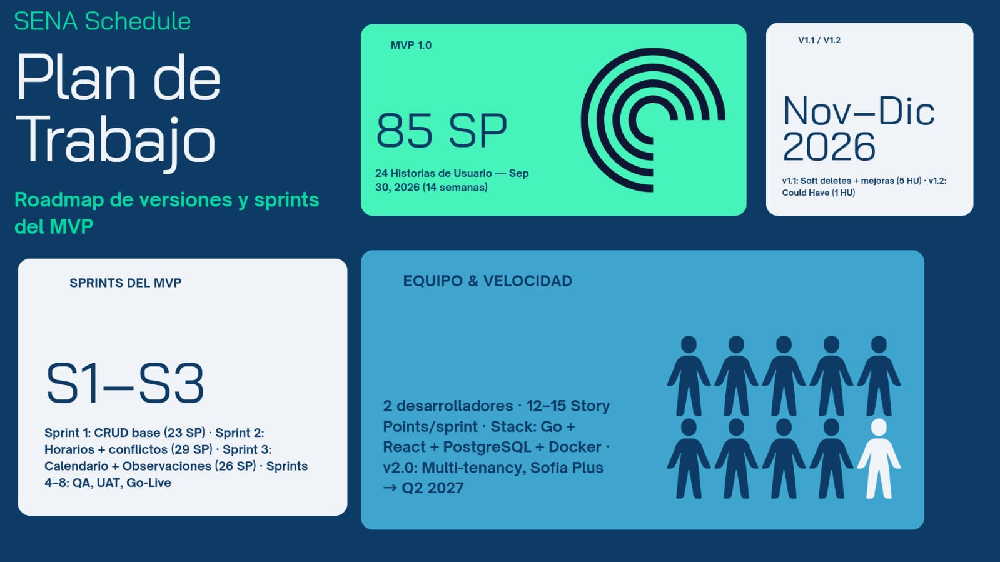 SENA Schedule
Plan de
Trabajo
Roadmap de versiones y sprints
del MVP
MVP 1.0
85 SP
24 Historias de Usuario — Sep
30, 2026 (14 semanas)
V1.1 / V1.2
Nov–Dic
2026
v1.1: Soft deletes + mejoras (5 HU) · v1.2:
Could Have (1 HU)
SPRINTS DEL MVP
S1–S3
Sprint 1: CRUD base (23 SP) · Sprint 2:
Horarios + conflictos (29 SP) · Sprint 3:
Calendario + Observaciones (26 SP) · Sprints
4–8: QA, UAT, Go-Live
EQUIPO & VELOCIDAD
2 desarrolladores · 12–15 Story
Points/sprint · Stack: Go +
React + PostgreSQL + Docker ·
v2.0: Multi-tenancy, Sofia Plus
→ Q2 2027